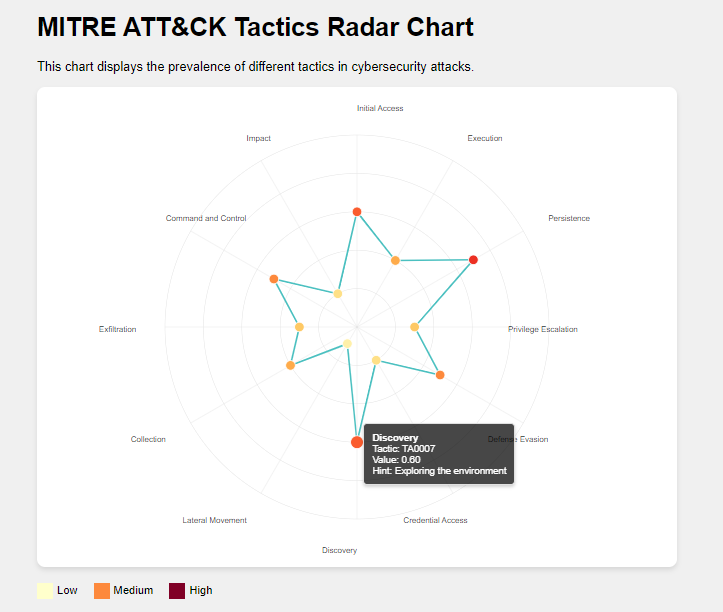 MITRE ATT&CK Tactics Radar Chart
This chart displays the prevalence of different tactics in cybersecurity attacks.
Initial Access
Impact
Execution
Command and Control
Persistence
Exfiltration
Privilege Escalation
Collection
Defense Evasion
Discovery
Tactic: TA0007
Value: 0.60
Hint: Exploring the environment
Lateral Movement
Credential Access
Discovery
Low
Medium
High